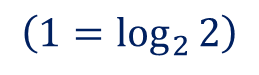 (1 = log₂ 2)